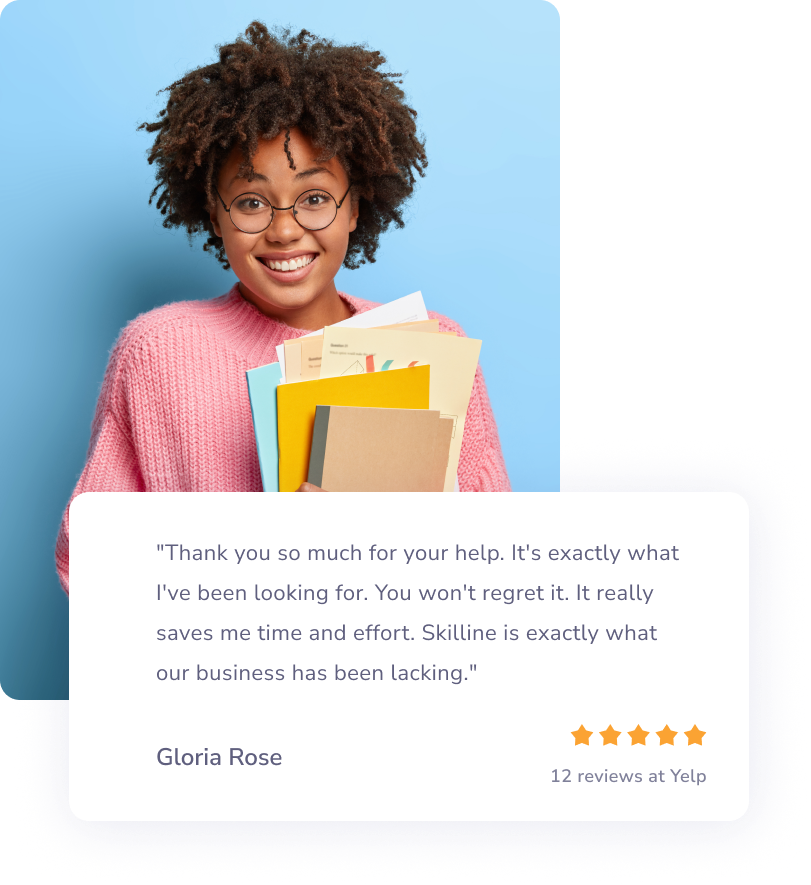 "Thank you so much for your help. It's exactly what
I've been looking for. You won't regret it. It really
saves me time and effort. Skilline is exactly what
our business has been lacking."
Gloria Rose
12 reviews at Yelp